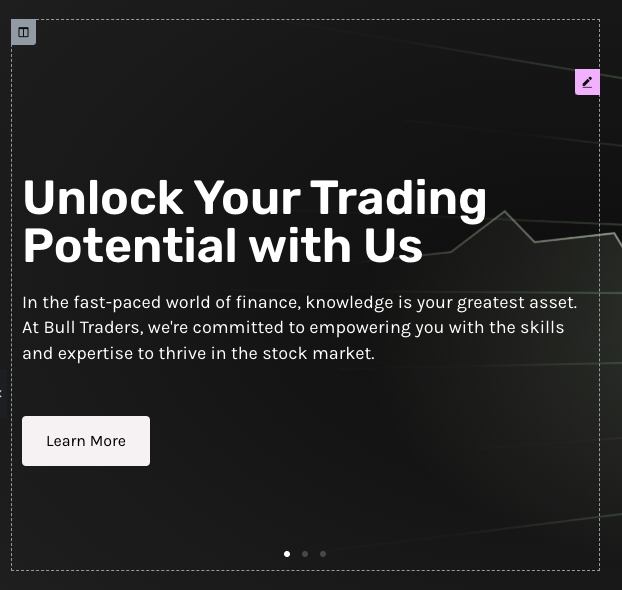 Unlock Your Trading
Potential with Us
In the fast-paced world of finance, knowledge is your greatest asset.
At Bull Traders, we're committed to empowering you with the skills
and expertise to thrive in the stock market.
Learn More